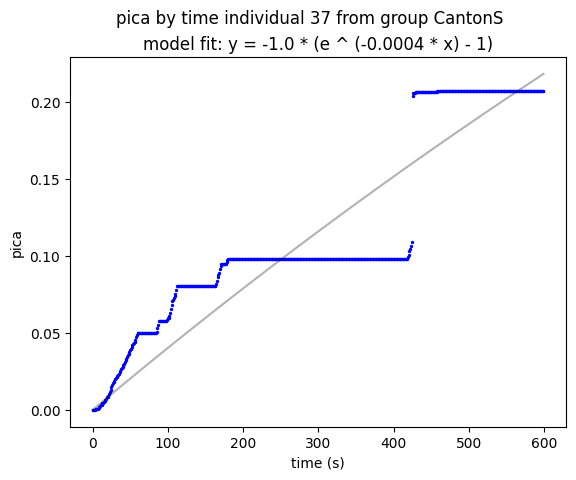 pica by time individual 37 from group CantonS
model fit: y = -1.0 * (e ^ (-0.0004 * x) - 1)
0.20
0.15
pica
0.10
0.05
0.00
0 100 200 300 400 500 600
time (s)